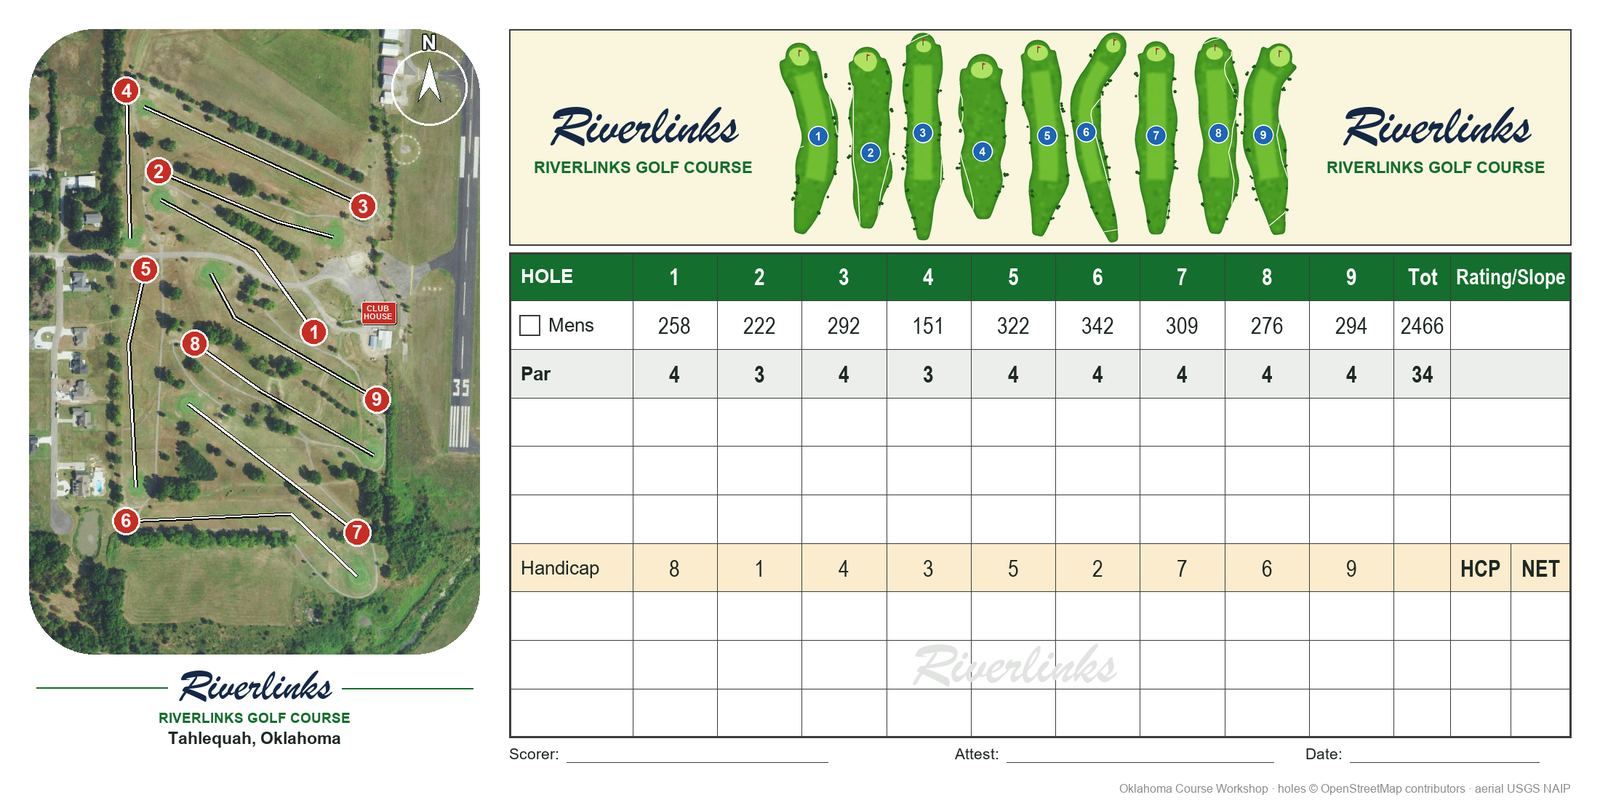 N
4
2
3
5
CLUB
HOUSE
1
8
9
35
6
7
Riverlinks
RIVERLINKS GOLF COURSE
Tahlequah, Oklahoma
Riverlinks
RIVERLINKS GOLF COURSE
1 2 3 4 5 6 7 8 9
Riverlinks
RIVERLINKS GOLF COURSE
HOLE 1 2 3 4 5 6 7 8 9 Tot Rating/Slope
Mens 258 222 292 151 322 342 309 276 294 2466
Par 4 3 4 3 4 4 4 4 4 34
Handicap 8 1 4 3 5 2 7 6 9 HCP NET
Riverlinks
Scorer: Attest: Date:
Oklahoma Course Workshop · holes © OpenStreetMap contributors · aerial USGS NAIP